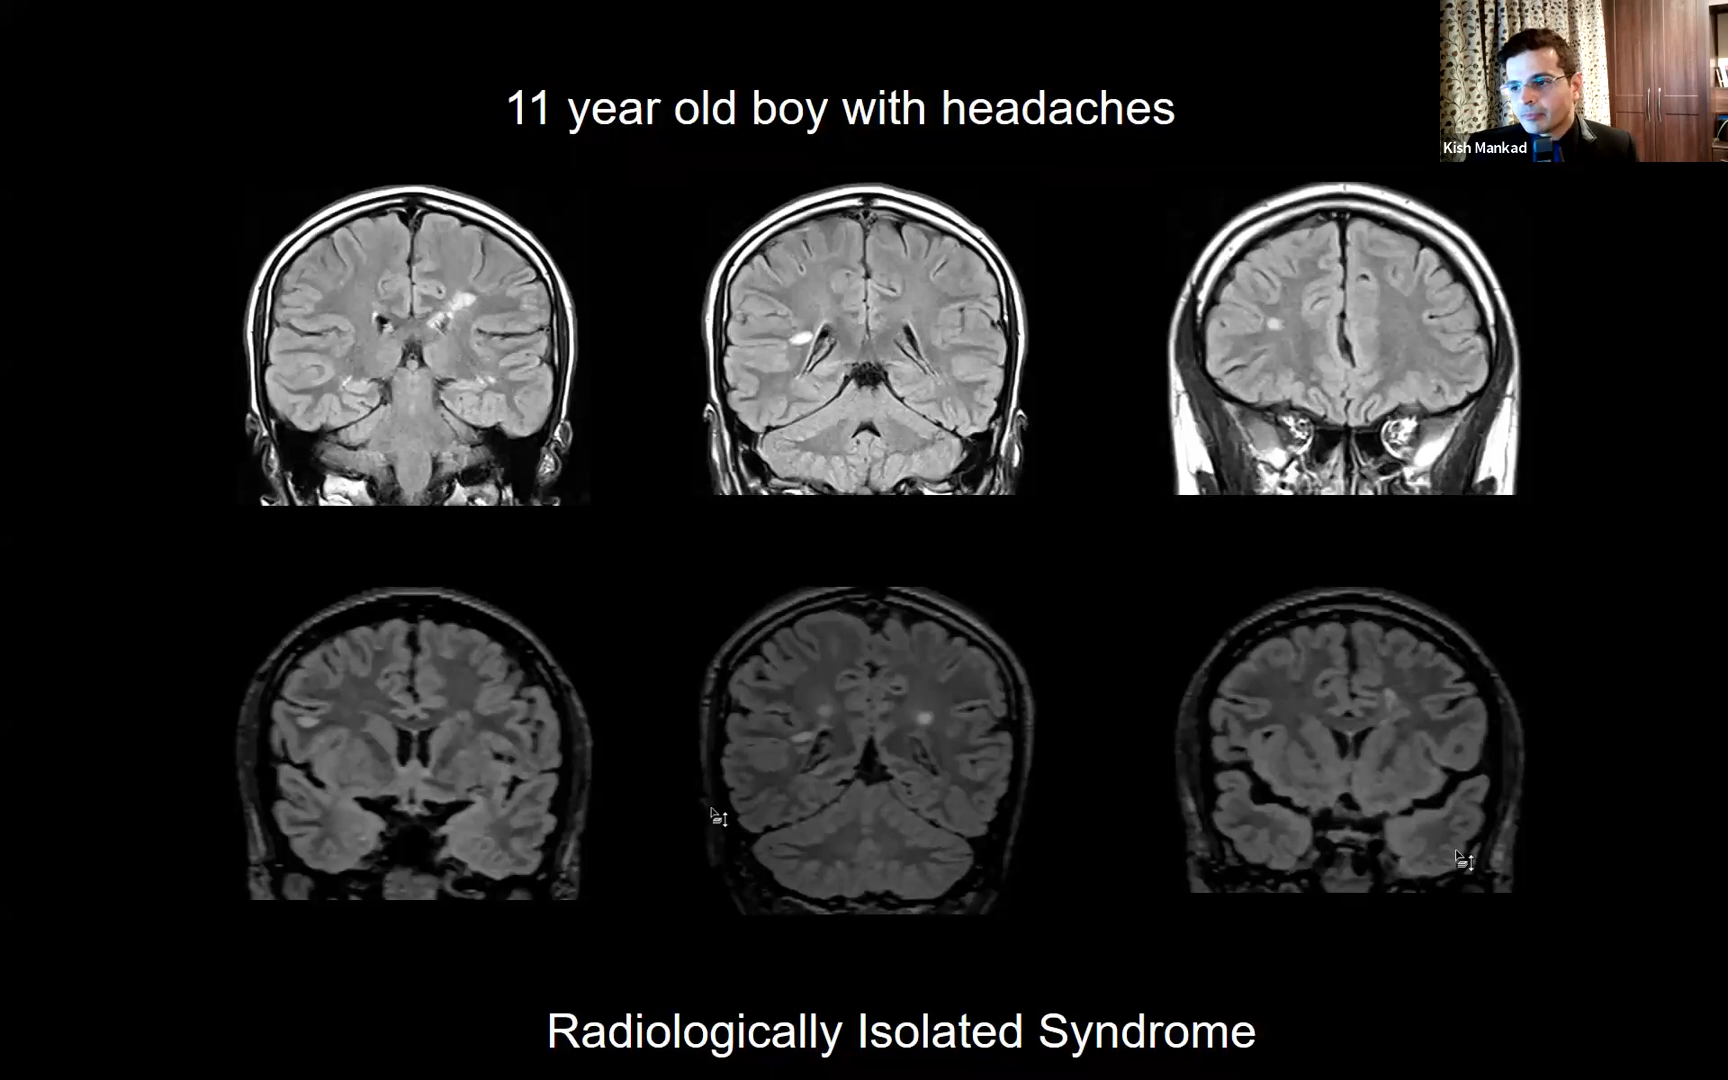 11 year old boy with headaches
Kish Mankad
Radiologically Isolated Syndrome